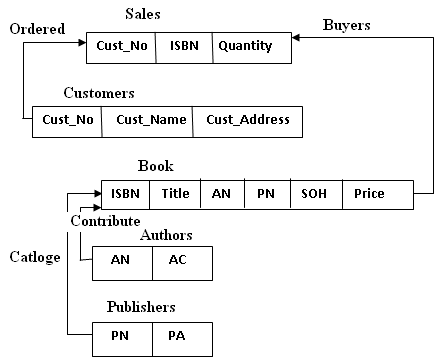 Sales
Ordered
Buyers
Cust_No ISBN Quantity
Customers
Cust_No Cust_Name Cust_Address
Book
ISBN Title AN PN SOH Price
Contribute
Authors
Catloge
AN AC
Publishers
PN PA